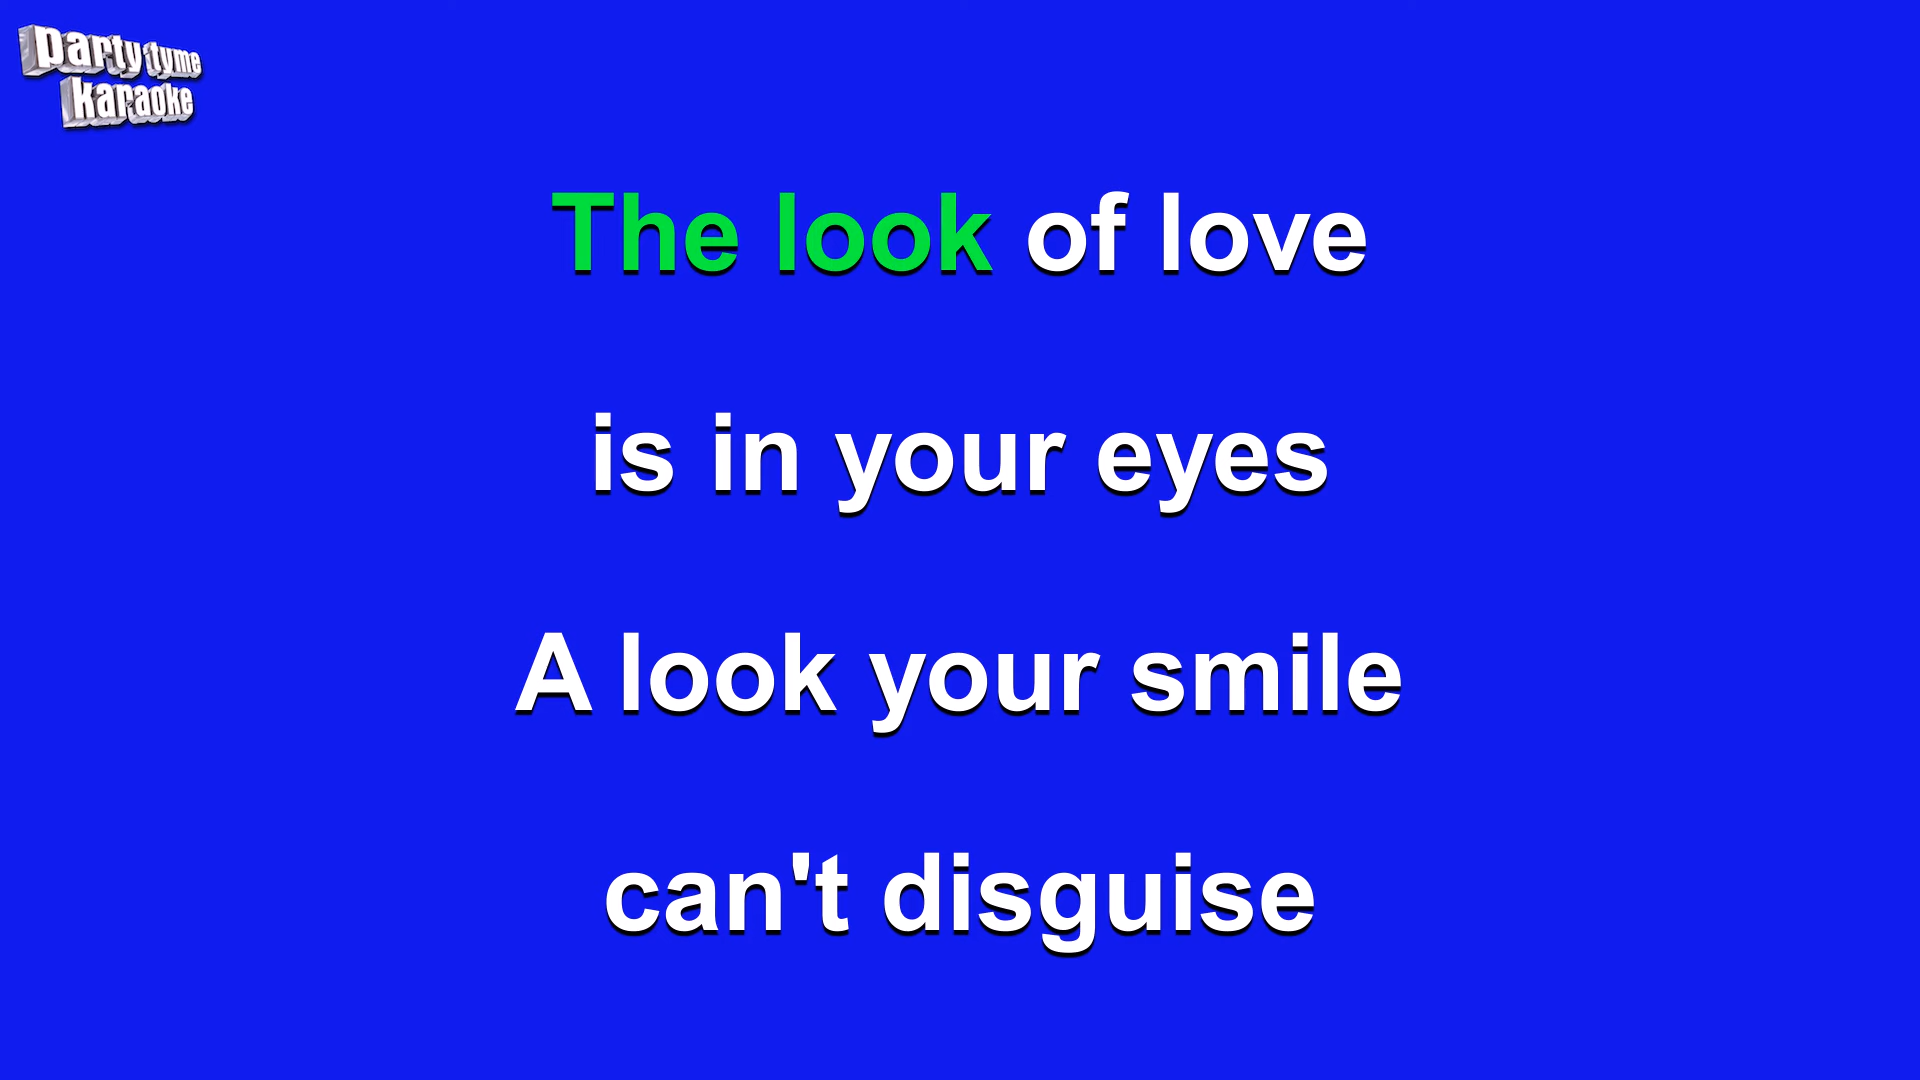 party tyme
karaoke
The look of love
is in your eyes
A look your smile
can't disguise